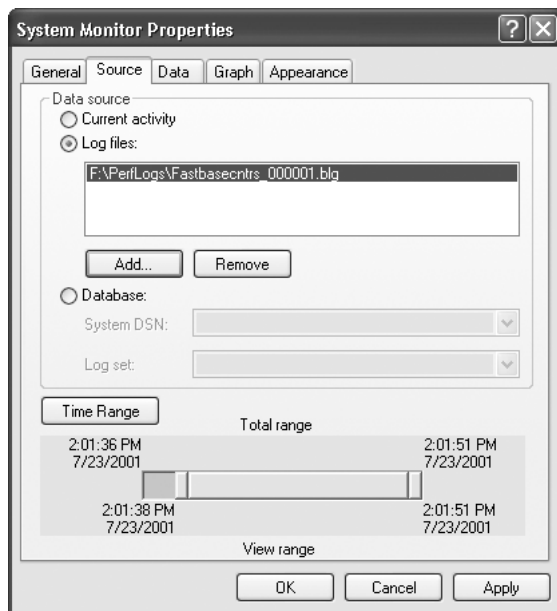 System Monitor Properties
General Source Data Graph Appearance
Data source
Current activity
Log files:
F:\PerfLogs\Fastbasecntrs_000001.blg
Add... Remove
Database:
System DSN:
Log set:
Time Range
Total range
2:01:36 PM 2:01:51 PM
7/23/2001 7/23/2001
2:01:38 PM 2:01:51 PM
7/23/2001 7/23/2001
View range
OK Cancel Apply